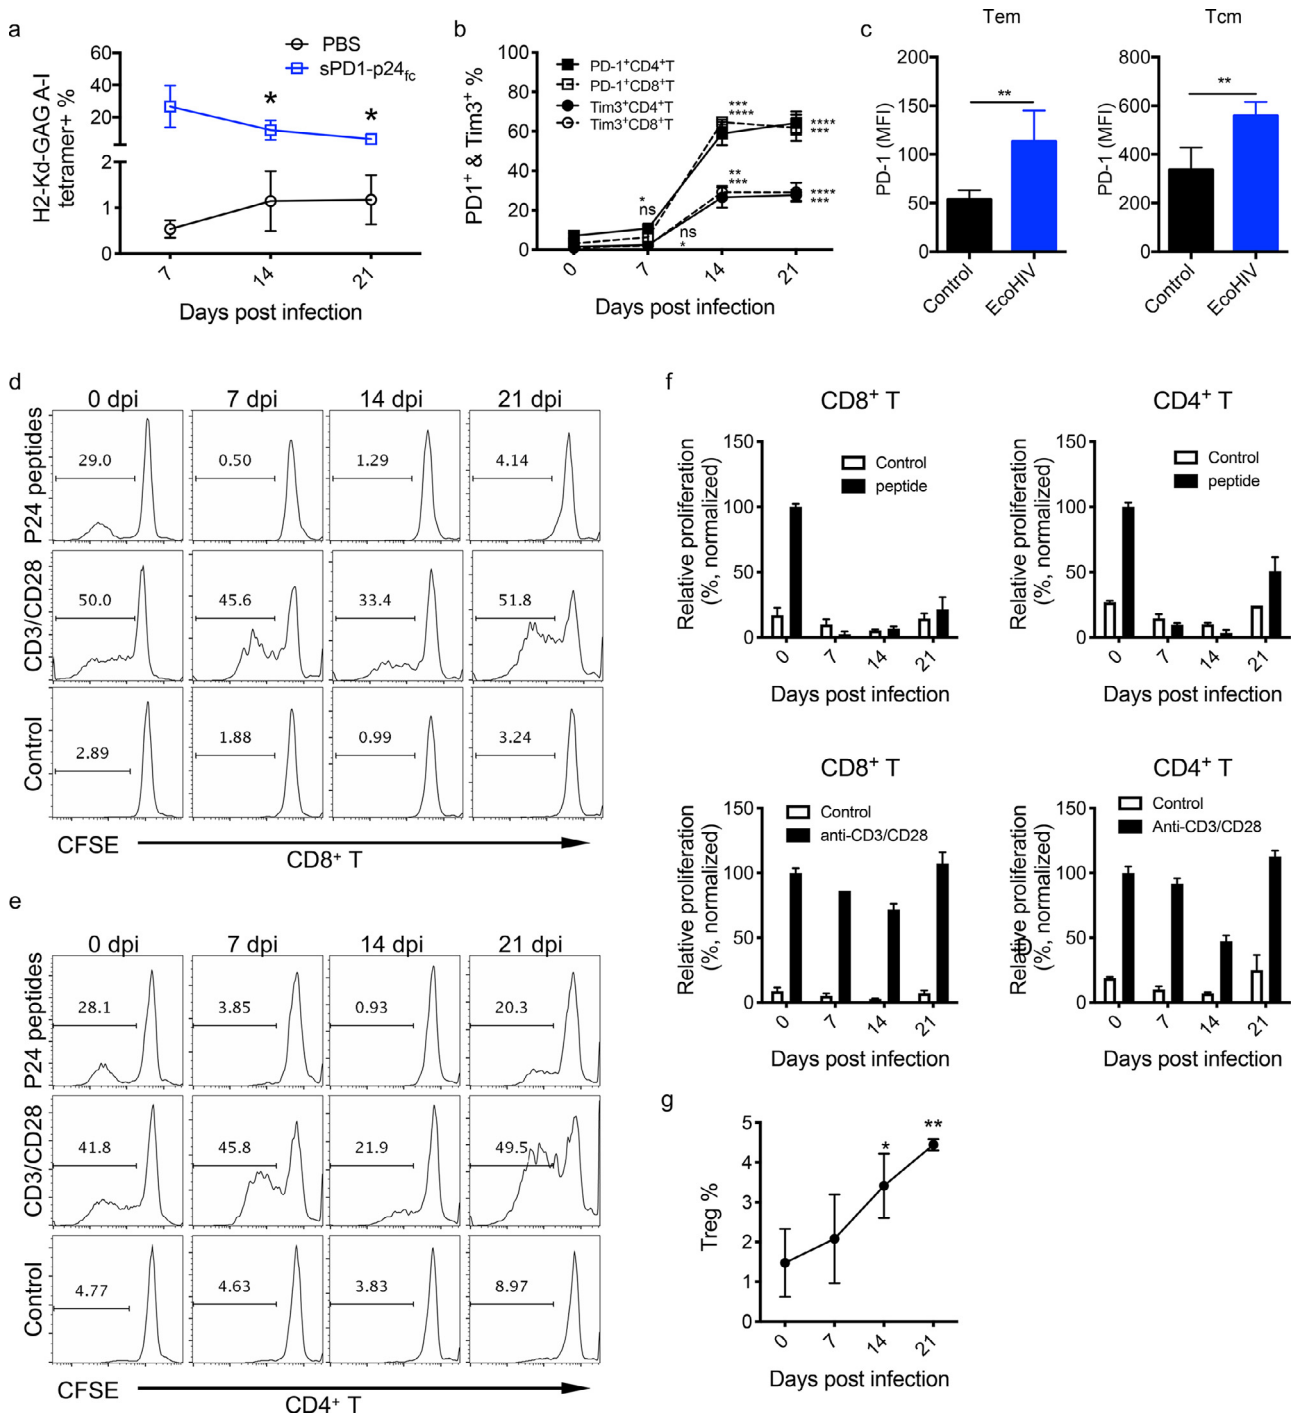 a
PBS
sPD1-p24fc
H2-Kd-GAG A-I
tetramer+ %
60
40
20
2
1
0
*
*
7
14
21
Days post infection
b
PD1⁺ & Tim3⁺ %
100
80
60
40
20
0
PD-1⁺CD4⁺T
PD-1⁺CD8⁺T
Tim3⁺CD4⁺T
Tim3⁺CD8⁺T
*
ns
ns
*
***
****
**
***
****
***
****
***
0
7
14
21
Days post infection
c
Tem
PD-1 (MFI)
200
150
100
50
0
**
Control
EcoHIV
Tcm
PD-1 (MFI)
800
600
400
200
0
**
Control
EcoHIV
d
0 dpi
7 dpi
14 dpi
21 dpi
P24 peptides
29.0
0.50
1.29
4.14
CD3/CD28
50.0
45.6
33.4
51.8
Control
2.89
1.88
0.99
3.24
CFSE
CD8⁺ T
e
0 dpi
7 dpi
14 dpi
21 dpi
P24 peptides
28.1
3.85
0.93
20.3
CD3/CD28
41.8
45.8
21.9
49.5
Control
4.77
4.63
3.83
8.97
CFSE
CD4⁺ T
f
CD8⁺ T
Relative proliferation
(%, normalized)
150
100
50
0
Control
peptide
0
7
14
21
Days post infection
CD4⁺ T
Relative proliferation
(%, normalized)
150
100
50
0
Control
peptide
0
7
14
21
Days post infection
CD8⁺ T
Relative proliferation
(%, normalized)
150
100
50
0
Control
anti-CD3/CD28
0
7
14
21
Days post infection
CD4⁺ T
Relative proliferation
(%, normalized)
150
100
50
0
Control
Anti-CD3/CD28
0
7
14
21
Days post infection
g
Treg %
5
4
3
2
1
0
*
**
0
7
14
21
Days post infection